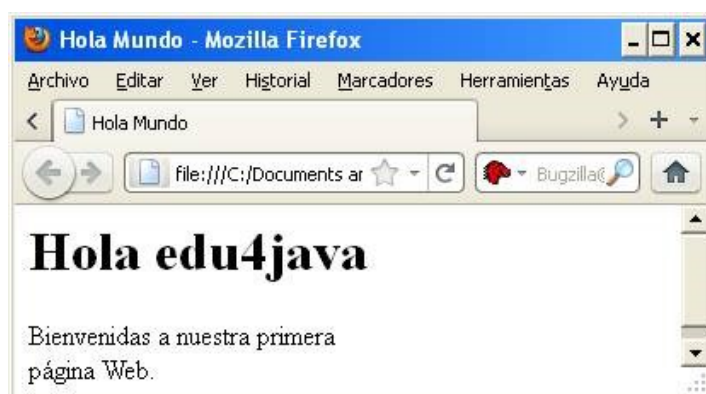 Hola Mundo - Mozilla Firefox
Archivo Editar Ver Historial Marcadores Herramientas Ayuda
Hola Mundo
file:///C:/Documents ar Bugzilla@
Hola edu4java
Bienvenidas a nuestra primera
página Web.